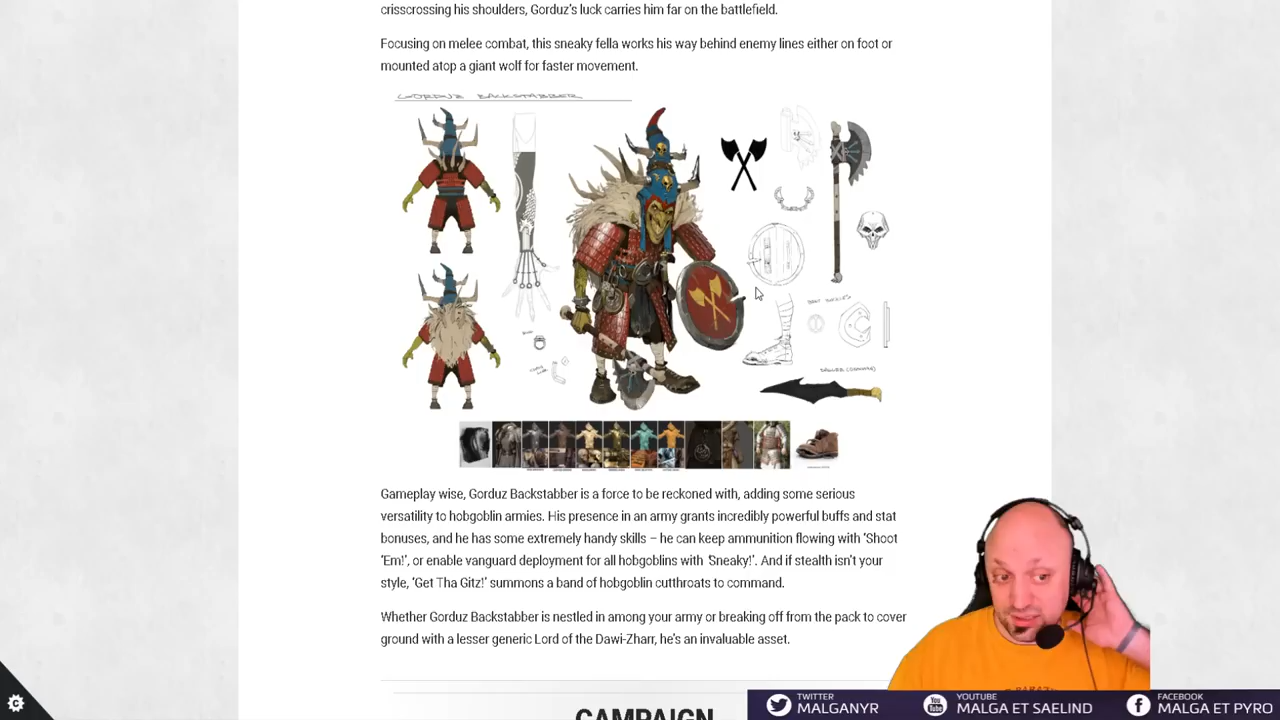 crisscrossing his shoulders, Gorduz's luck carries him far on the battlefield.
Focusing on melee combat, this sneaky fella works his way behind enemy lines either on foot or
mounted atop a giant wolf for faster movement.
GORDUZ BACKSTABBER
Gameplay wise, Gorduz Backstabber is a force to be reckoned with, adding some serious
versatility to hobgoblin armies. His presence in an army grants incredibly powerful buffs and stat
bonuses, and he has some extremely handy skills – he can keep ammunition flowing with ‘Shoot
‘Em!’, or enable vanguard deployment for all hobgoblins with ‘Sneaky!’. And if stealth isn't your
style, ‘Get Tha Gitz!’ summons a band of hobgoblin cutthroats to command.
Whether Gorduz Backstabber is nestled in among your army or breaking off from the pack to cover
ground with a lesser generic Lord of the Dawi-Zharr, he's an invaluable asset.
CAMPAIGN
TWITTER
MALGANYR
YOUTUBE
MALGA ET SAELIND
FACEBOOK
MALGA ET PYRO